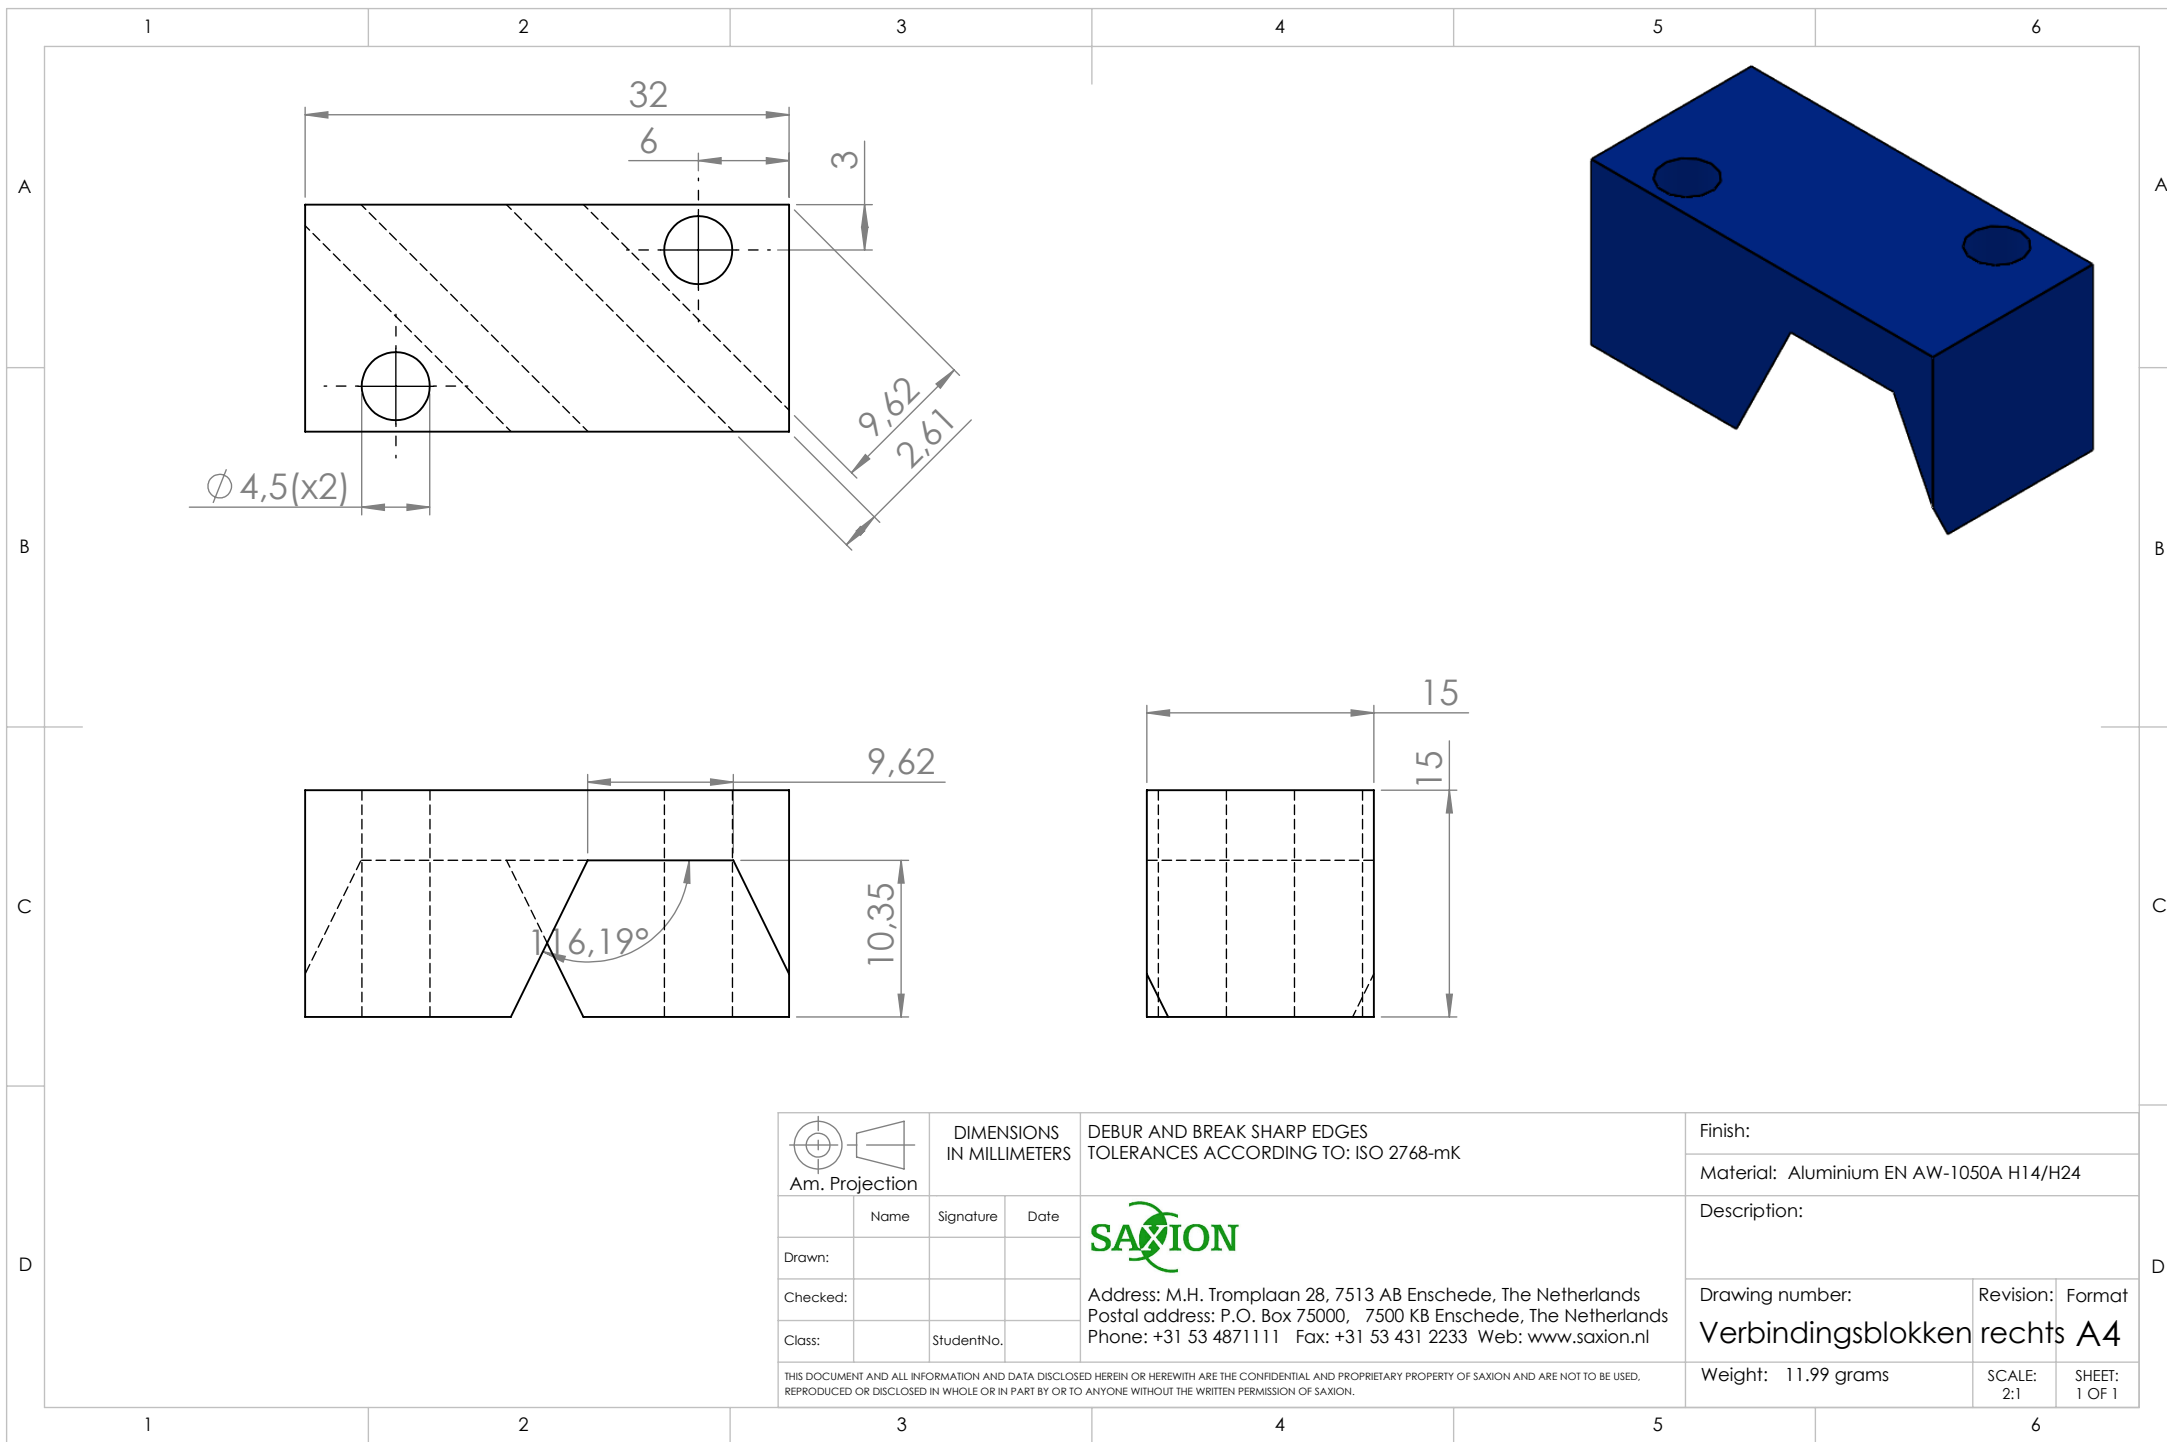 1 2 3 4 5 6
A A
B B
C C
D D
32
6
3
9,62
2,61
Ø 4,5(x2)
9,62
10,35
116,19°
15
15
Am. Projection
DIMENSIONS
IN MILLIMETERS
DEBUR AND BREAK SHARP EDGES
TOLERANCES ACCORDING TO: ISO 2768-mK
Finish:
Material: Aluminium EN AW-1050A H14/H24
Name Signature Date
Drawn:
Checked:
Class: StudentNo.
SAXION
Address: M.H. Tromplaan 28, 7513 AB Enschede, The Netherlands
Postal address: P.O. Box 75000, 7500 KB Enschede, The Netherlands
Phone: +31 53 4871111 Fax: +31 53 431 2233 Web: www.saxion.nl
Description:
Drawing number: Revision: Format
Verbindingsblokken rechts A4
Weight: 11.99 grams
SCALE:
2:1
SHEET:
1 OF 1
THIS DOCUMENT AND ALL INFORMATION AND DATA DISCLOSED HEREIN OR HEREWITH ARE THE CONFIDENTIAL AND PROPRIETARY PROPERTY OF SAXION AND ARE NOT TO BE USED,
REPRODUCED OR DISCLOSED IN WHOLE OR IN PART BY OR TO ANYONE WITHOUT THE WRITTEN PERMISSION OF SAXION.
1 2 3 4 5 6